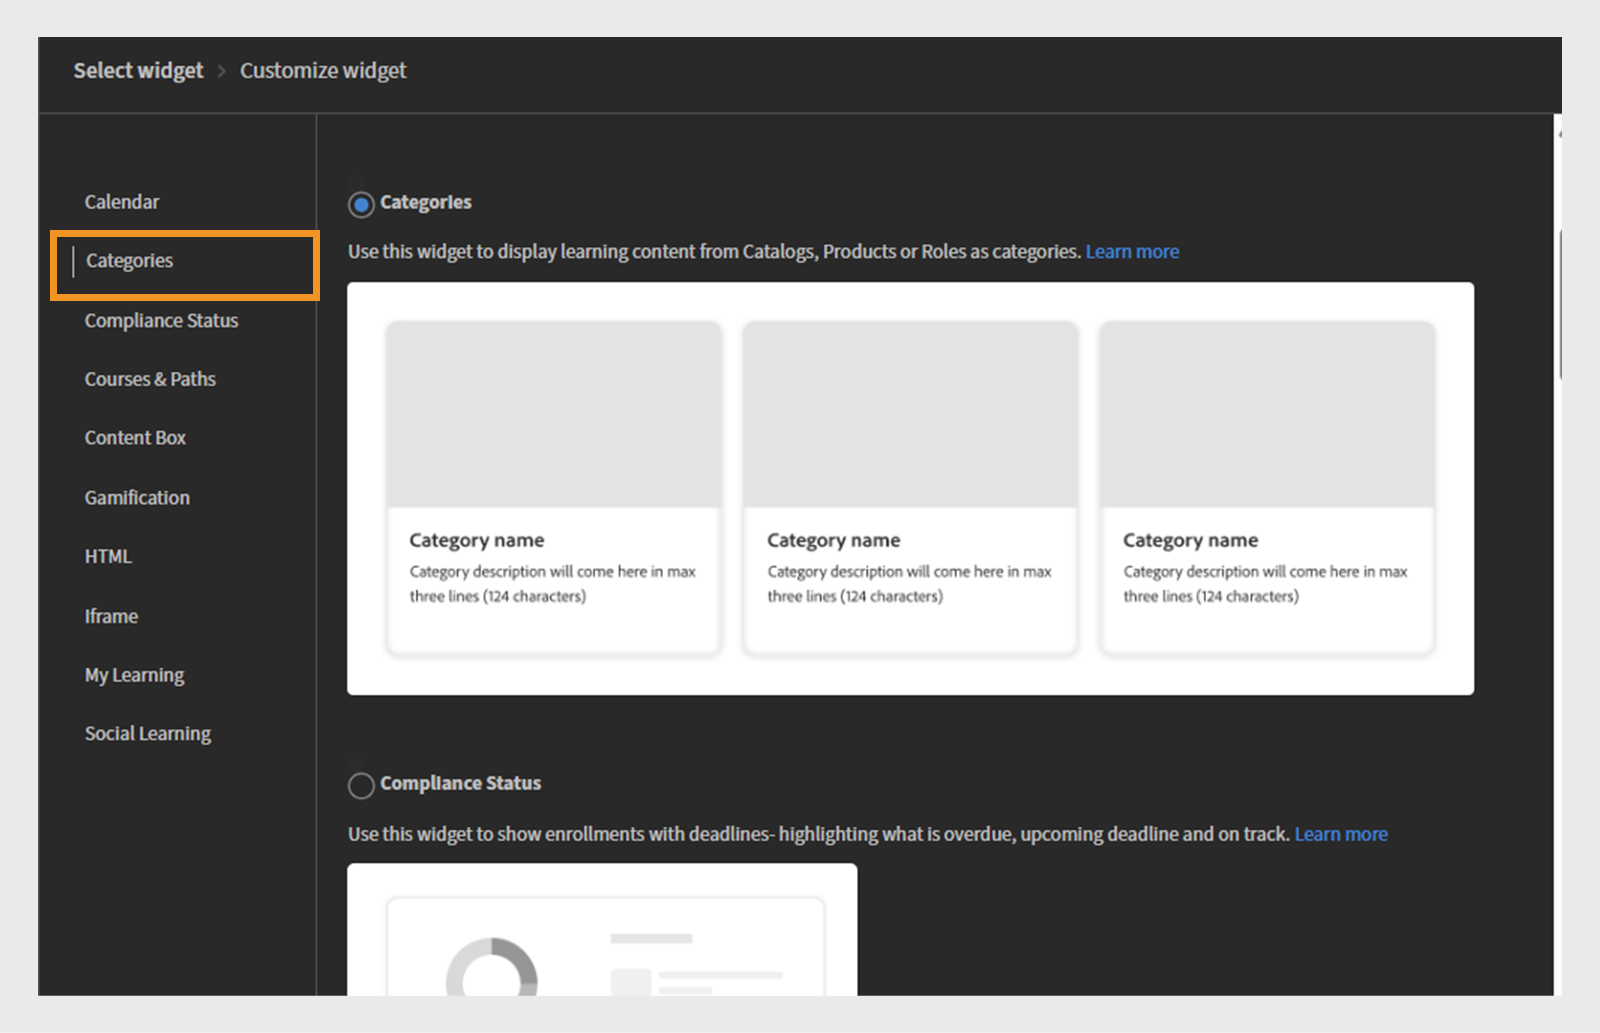 Select widget > Customize widget
Calendar
Categories
Compliance Status
Courses & Paths
Content Box
Gamification
HTML
Iframe
My Learning
Social Learning
Categories
Use this widget to display learning content from Catalogs, Products or Roles as categories. Learn more
Category name
Category description will come here in max
three lines (124 characters)
Category name
Category description will come here in max
three lines (124 characters)
Category name
Category description will come here in max
three lines (124 characters)
Compliance Status
Use this widget to show enrollments with deadlines- highlighting what is overdue, upcoming deadline and on track. Learn more